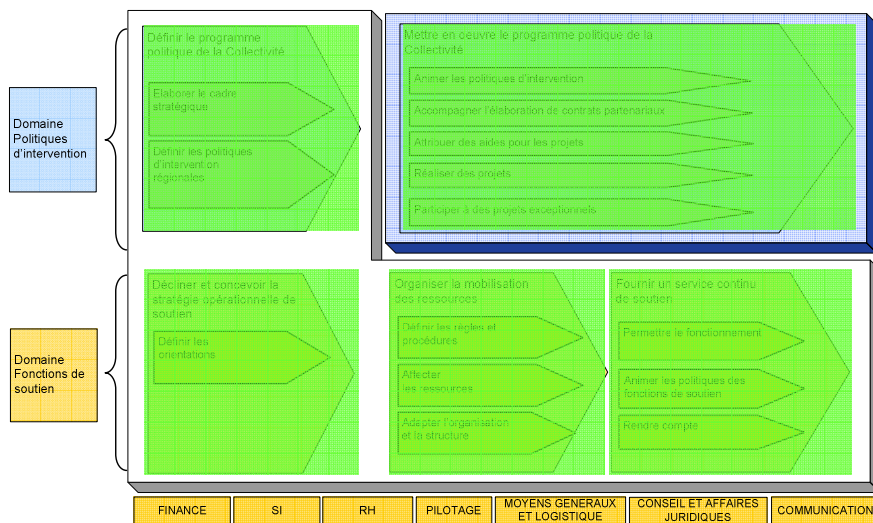 Définir le programme
politique de la Collectivité
Elaborer le cadre
stratégique
Définir les politiques
d'intervention
régionales
Mettre en oeuvre le programme politique de la
Collectivité
Animer les politiques d'intervention
Accompagner l'élaboration de contrats partenariaux
Attribuer des aides pour les projets
Réaliser des projets
Participer à des projets exceptionnels
Domaine
Politiques
d'intervention
Décliner et concevoir la
stratégie opérationnelle de
soutien
Définir les
orientations
Organiser la mobilisation
des ressources
Définir les règles et
procédures
Affecter
les ressources
Adapter l'organisation
et la structure
Fournir un service continu
de soutien
Permettre le fonctionnement
Animer les politiques des
fonctions de soutien
Rendre compte
Domaine
Fonctions de
soutien
FINANCE
SI
RH
PILOTAGE
MOYENS GENERAUX
ET LOGISTIQUE
CONSEIL ET AFFAIRES
JURIDIQUES
COMMUNICATION